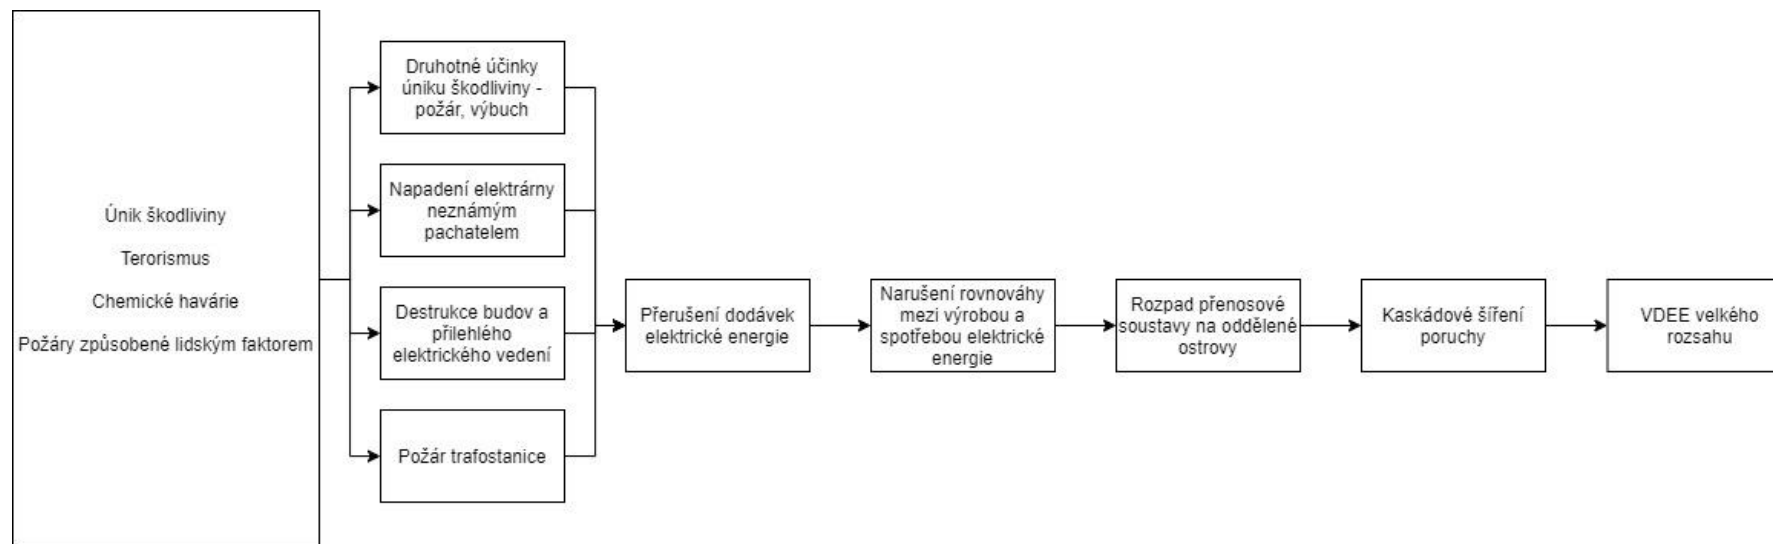 Únik škodliviny
Terorismus
Chemické havárie
Požáry způsobené lidským faktorem
Druhotné účinky
úniku škodliviny -
požár, výbuch
Napadení elektrárny
neznámým
pachatelem
Destrukce budov a
přilehlého
elektrického vedení
Požár trafostanice
Přerušení dodávek
elektrické energie
Narušení rovnováhy
mezi výrobou a
spotřebou elektrické
energie
Rozpad přenosové
soustavy na oddělené
ostrovy
Kaskádové šíření
poruchy
VDEE velkého
rozsahu